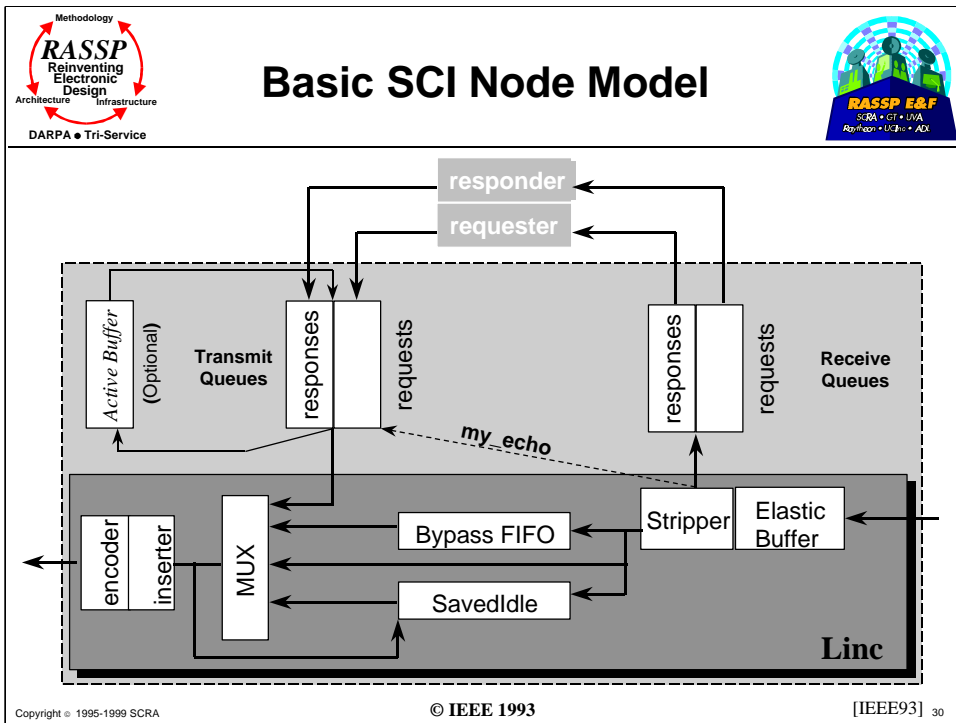 Methodology
RASSP
Reinventing
Electronic
Design
Architecture
Infrastructure
DARPA ● Tri-Service
Basic SCI Node Model
RASSP E&F
SCRA • GT • UVA
Raytheon • UCinc • ADL
responder
requester
Active Buffer
(Optional)
Transmit
Queues
responses
requests
responses
requests
Receive
Queues
my_echo
encoder
inserter
MUX
Bypass FIFO
SavedIdle
Stripper
Elastic
Buffer
Linc
Copyright © 1995-1999 SCRA
© IEEE 1993
[IEEE93] 30